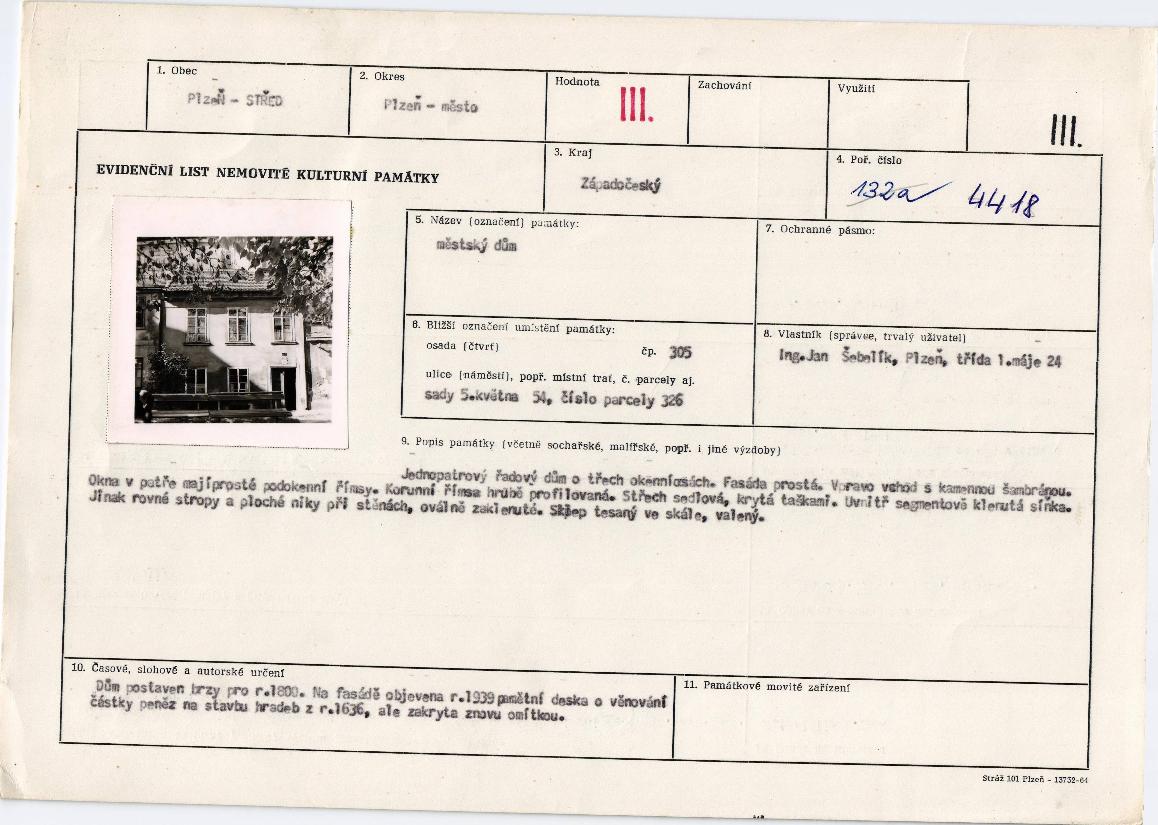 1. Obec
Plzeň - STŘED
2. Okres
Plzeň - město
Hodnota
III.
Zachování
Využití
III.
EVIDENČNÍ LIST NEMOVITÉ KULTURNÍ PAMÁTKY
3. Kraj
Západočeský
4. Poř. číslo
132a 4418
5. Název (označení) památky:
městský dům
7. Ochranné pásmo:
6. Bližší označení umístění památky:
osada (čtvrť)
čp. 305
ulice (náměstí), popř. místní trať, č. parcely aj.
sady 5.května 54, číslo parcely 326
8. Vlastník (správce, trvalý uživatel)
Ing.Jan Šebelík, Plzeň, třída 1.máje 24
9. Popis památky (včetně sochařské, malířské, popř. i jiné výzdoby)
Jednopatrový řadový dům o třech okenníosách. Fasáda prostá. Vpravo vchod s kamennou šambránou.
Okna v patře majíprosté podokenní římsy. Korunní římsa hrubě profilovaná. Střech sedlová, krytá taškami. Uvnitř segmentově klenutá síňka.
Jinak rovné stropy a ploché niky při stěnách, oválně zaklenuté. Sklep tesaný ve skále, valený.
10. Časové, slohové a autorské určení
Dům postaven brzy pro r.1800. Na fasádě objevena r.1939 pamětní deska o věnování
částky peněz na stavbu hradeb z r.1636, ale zakryta znovu omítkou.
11. Památkové movité zařízení
Stráž 101 Plzeň - 13752-64